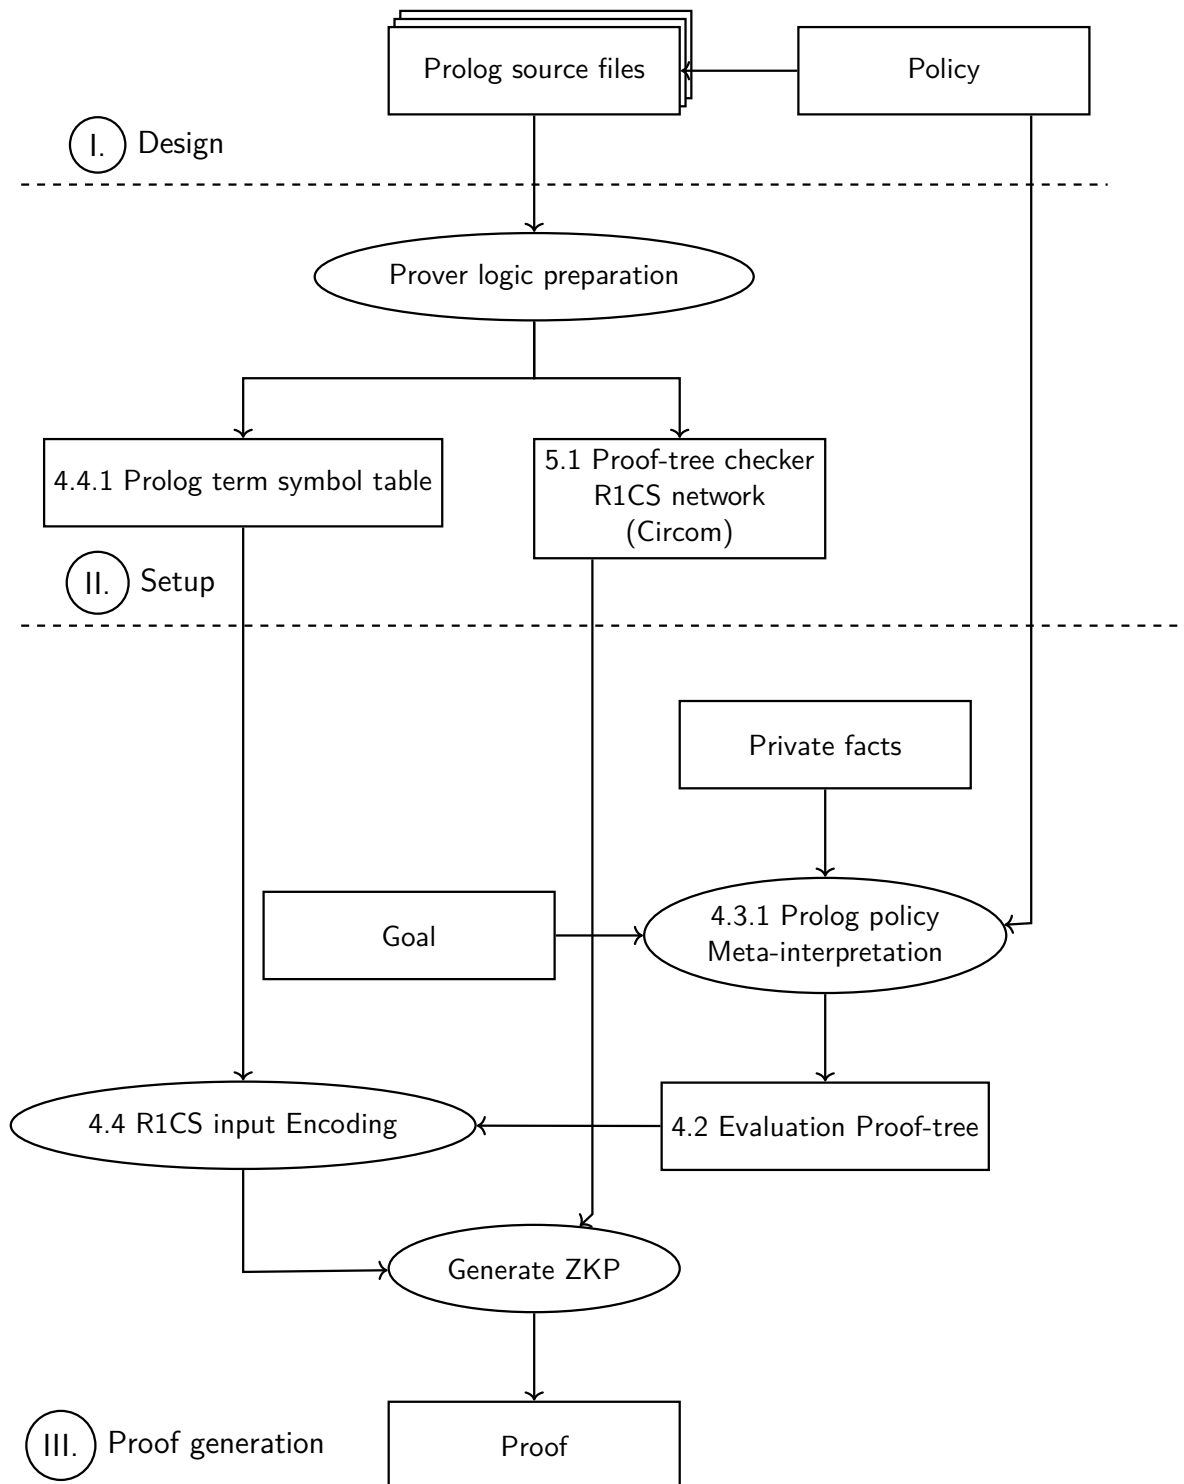 Prolog source files
Policy
I. Design
Prover logic preparation
4.4.1 Prolog term symbol table
5.1 Proof-tree checker
R1CS network
(Circom)
II. Setup
Private facts
Goal
4.3.1 Prolog policy
Meta-interpretation
4.4 R1CS input Encoding
4.2 Evaluation Proof-tree
Generate ZKP
III. Proof generation
Proof